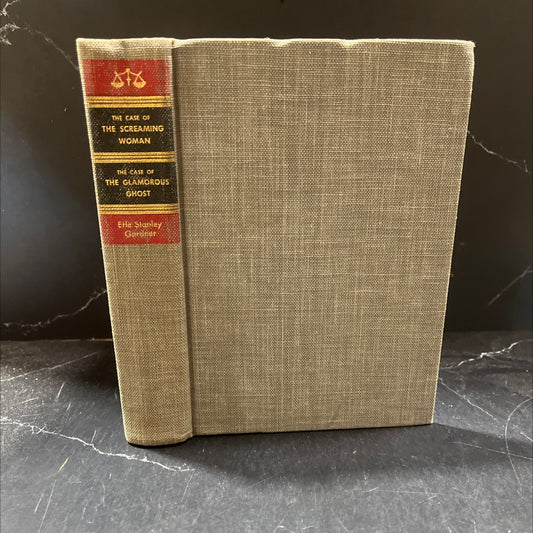 THE CASE OF
THE SCREAMING
WOMAN
THE CASE OF
THE GLAMOROUS
GHOST
Erle Stanley
Gardner